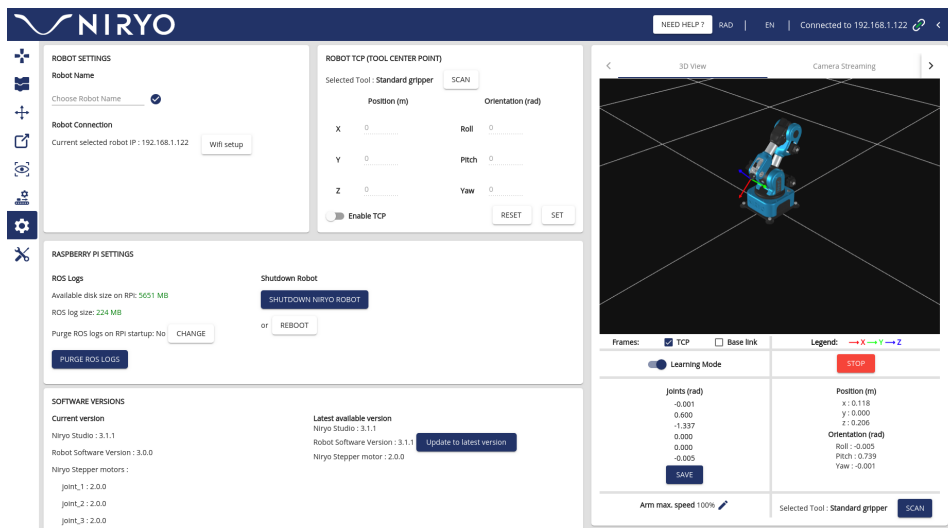 NIRYO
NEED HELP ?
RAD
EN
Connected to 192.168.1.122
ROBOT SETTINGS
Robot Name
Choose Robot Name
Robot Connection
Current selected robot IP : 192.168.1.122
Wifi setup
ROBOT TCP (TOOL CENTER POINT)
Selected Tool : Standard gripper
SCAN
Position (m)
Orientation (rad)
X 0
Roll 0
Y 0
Pitch 0
Z 0
Yaw 0
Enable TCP
RESET
SET
RASPBERRY PI SETTINGS
ROS Logs
Available disk size on RPi: 5651 MB
ROS log size: 224 MB
Purge ROS logs on RPi startup: No
CHANGE
PURGE ROS LOGS
Shutdown Robot
SHUTDOWN NIRYO ROBOT
or
REBOOT
SOFTWARE VERSIONS
Current version
Niryo Studio : 3.1.1
Robot Software Version : 3.0.0
Niryo Stepper motors :
joint_1 : 2.0.0
joint_2 : 2.0.0
joint_3 : 2.0.0
Latest available version
Niryo Studio : 3.1.1
Robot Software Version : 3.1.1
Update to latest version
Niryo Stepper motor : 2.0.0
3D View
Camera Streaming
Frames:
TCP
Base link
Legend:
X
Y
Z
Learning Mode
STOP
Joints (rad)
-0.001
0.600
-1.337
0.000
0.000
-0.005
SAVE
Position (m)
x : 0.118
y : 0.000
z : 0.206
Orientation (rad)
Roll : -0.005
Pitch : 0.739
Yaw : -0.001
Arm max. speed 100%
Selected Tool : Standard gripper
SCAN